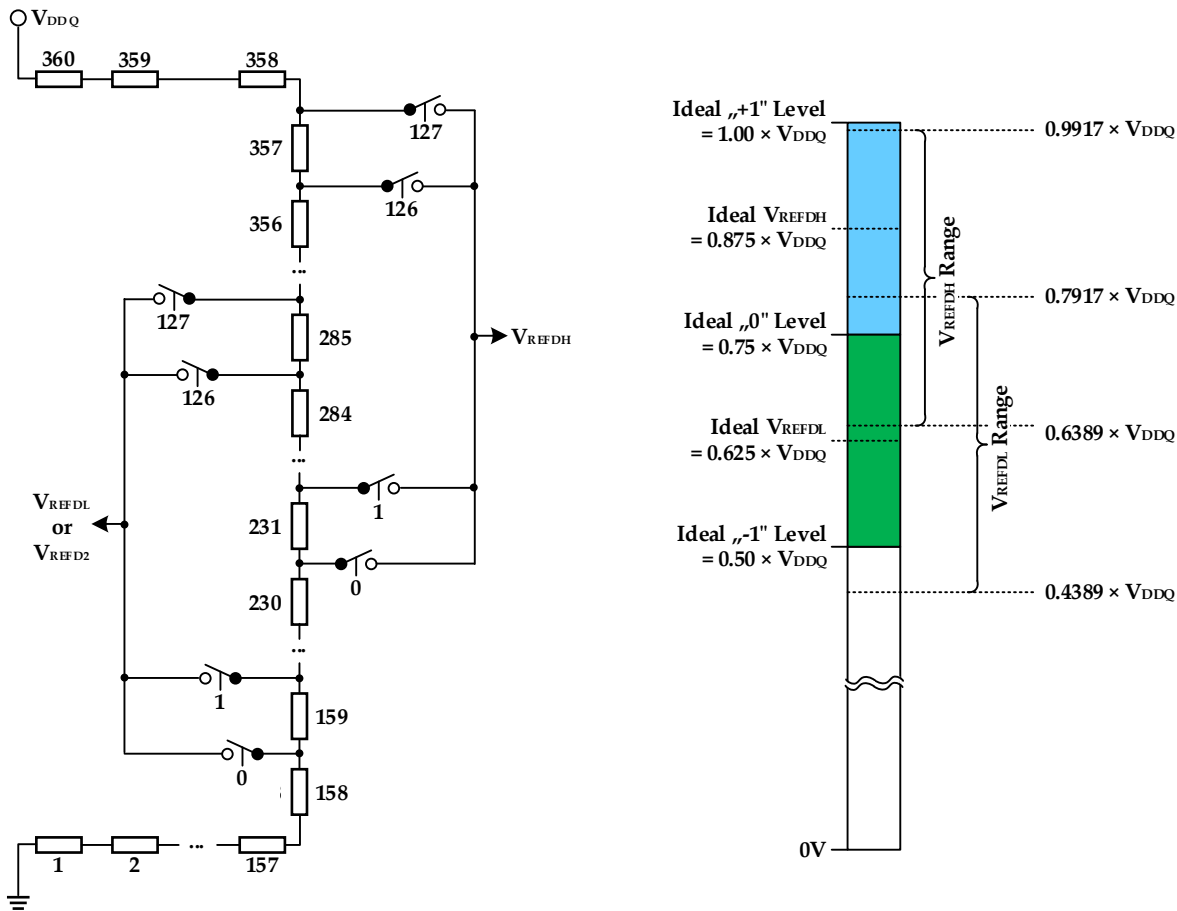 VDDQ
360 359 358
127
357
126
356
...
127
285
126
284
...
VREFDH
1
231
0
230
...
VREFDL
or
VREFD2
1
159
0
158
1 2 ... 157
Ideal „+1" Level
= 1.00 × VDDQ
0.9917 × VDDQ
Ideal VREFDH
= 0.875 × VDDQ
VREFDH Range
0.7917 × VDDQ
Ideal „0" Level
= 0.75 × VDDQ
Ideal VREFDL
= 0.625 × VDDQ
0.6389 × VDDQ
VREFDL Range
Ideal „-1" Level
= 0.50 × VDDQ
0.4389 × VDDQ
0V